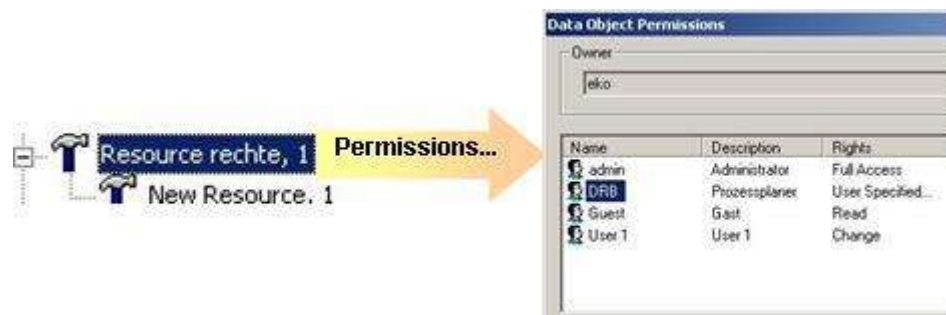 Resource rechte, 1
New Resource. 1
Permissions...
Data Object Permissions
Owner
eko
Name Description Rights
admin Administrator Full Access
DRB Prozessplaner User Specified...
Guest Gast Read
User 1 User 1 Change